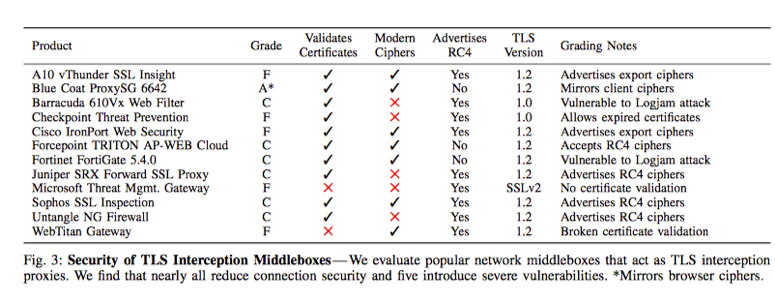 Product Grade Validates Certificates Modern Ciphers Advertises RC4 TLS Version Grading Notes
A10 vThunder SSL Insight F ✓ ✓ Yes 1.2 Advertises export ciphers
Blue Coat ProxySG 6642 A* ✓ ✓ No 1.2 Mirrors client ciphers
Barracuda 610Vx Web Filter C ✓ ✕ Yes 1.0 Vulnerable to Logjam attack
Checkpoint Threat Prevention F ✓ ✕ Yes 1.0 Allows expired certificates
Cisco IronPort Web Security F ✓ ✓ Yes 1.2 Advertises export ciphers
Forcepoint TRITON AP-WEB Cloud C ✓ ✓ No 1.2 Accepts RC4 ciphers
Fortinet FortiGate 5.4.0 C ✓ ✓ No 1.2 Vulnerable to Logjam attack
Juniper SRX Forward SSL Proxy C ✓ ✕ Yes 1.2 Advertises RC4 ciphers
Microsoft Threat Mgmt. Gateway F ✕ ✕ Yes SSLv2 No certificate validation
Sophos SSL Inspection C ✓ ✓ Yes 1.2 Advertises RC4 ciphers
Untangle NG Firewall C ✓ ✕ Yes 1.2 Advertises RC4 ciphers
WebTitan Gateway F ✕ ✓ Yes 1.2 Broken certificate validation
Fig. 3: Security of TLS Interception Middleboxes—We evaluate popular network middleboxes that act as TLS interception
proxies. We find that nearly all reduce connection security and five introduce severe vulnerabilities. *Mirrors browser ciphers.